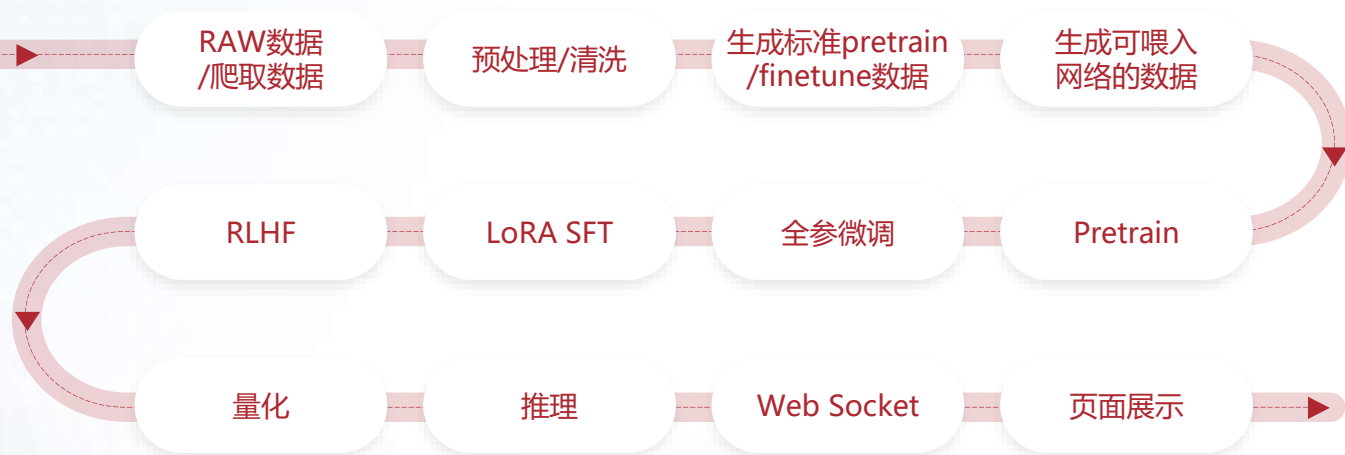 RAW数据
/爬取数据
预处理/清洗
生成标准pretrain
/finetune数据
生成可喂入
网络的数据
RLHF
LoRA SFT
全参微调
Pretrain
量化
推理
Web Socket
页面展示